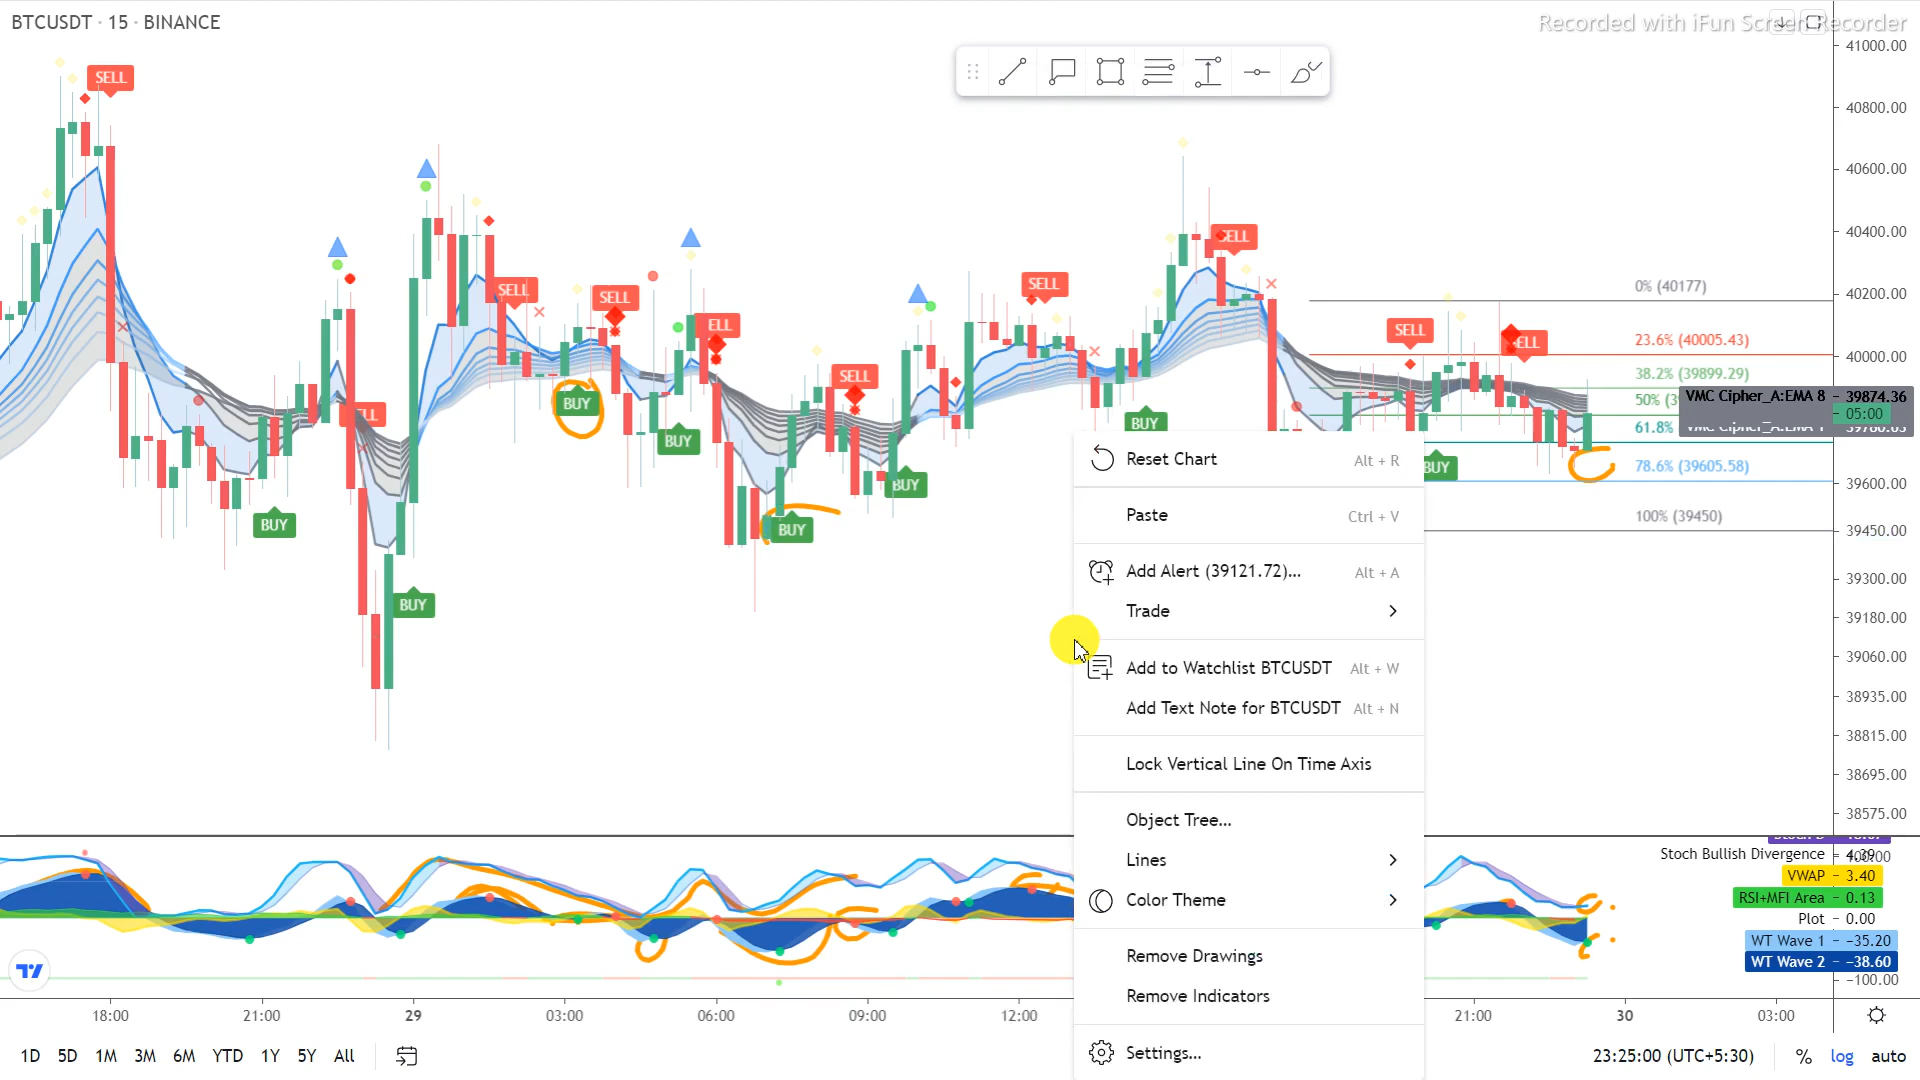 BTCUSDT · 15 · BINANCE
Recorded with iFun Screen Recorder
41000.00
SELL
40800.00
40600.00
40400.00
SELL
40200.00
0% (40177)
SELL
SELL
SELL
ELL
SELL
ELL
23.6% (40005.43)
40000.00
SELL
38.2% (39899.29)
VMC Cipher_A:EMA 8 - 39874.36
50%
05:00
BUY
LL
BUY
61.8%
BUY
BUY
78.6% (39605.58)
39600.00
BUY
BUY
BUY
100% (39450)
39450.00
BUY
39300.00
BUY
39180.00
39060.00
38935.00
38815.00
38695.00
38575.00
Reset Chart Alt + R
Paste Ctrl + V
Add Alert (39121.72)... Alt + A
Trade
Add to Watchlist BTCUSDT Alt + W
Add Text Note for BTCUSDT Alt + N
Lock Vertical Line On Time Axis
Object Tree...
Lines
Color Theme
Remove Drawings
Remove Indicators
Settings...
Stoch Bullish Divergence - 4.39
VWAP - 3.40
RSI+MFI Area - 0.13
Plot - 0.00
WT Wave 1 - −35.20
WT Wave 2 - −38.60
−100.00
18:00 21:00 29 03:00 06:00 09:00 12:00 21:00 30 03:00
1D 5D 1M 3M 6M YTD 1Y 5Y All
23:25:00 (UTC+5:30) % log auto